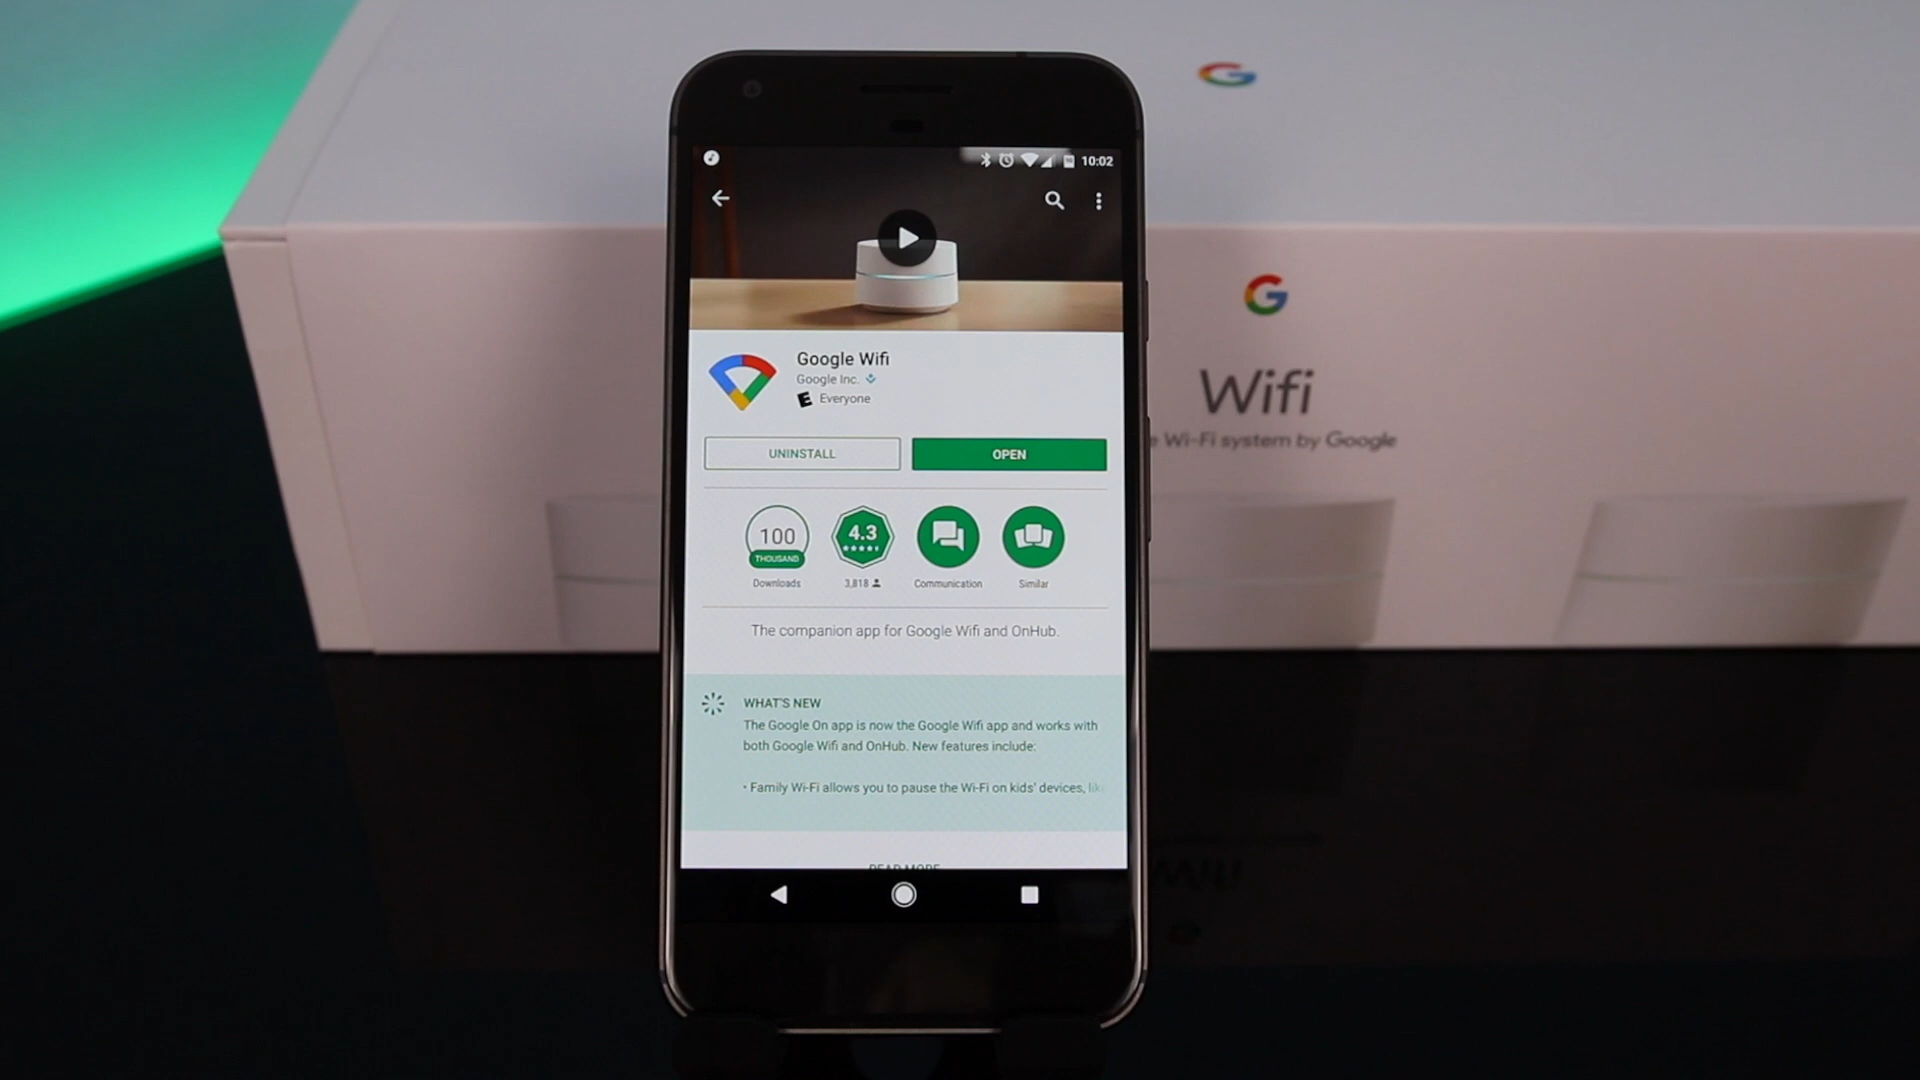 10:02
Google Wifi
Google Inc.
E Everyone
UNINSTALL
OPEN
100
THOUSAND
Downloads
4.3
3,818
Communication
Similar
The companion app for Google Wifi and OnHub.
WHAT'S NEW
The Google On app is now the Google Wifi app and works with
both Google Wifi and OnHub. New features include:
• Family Wi-Fi allows you to pause the Wi-Fi on kids' devices,
READ MORE
G
G
Wifi
Wi-Fi system by Google